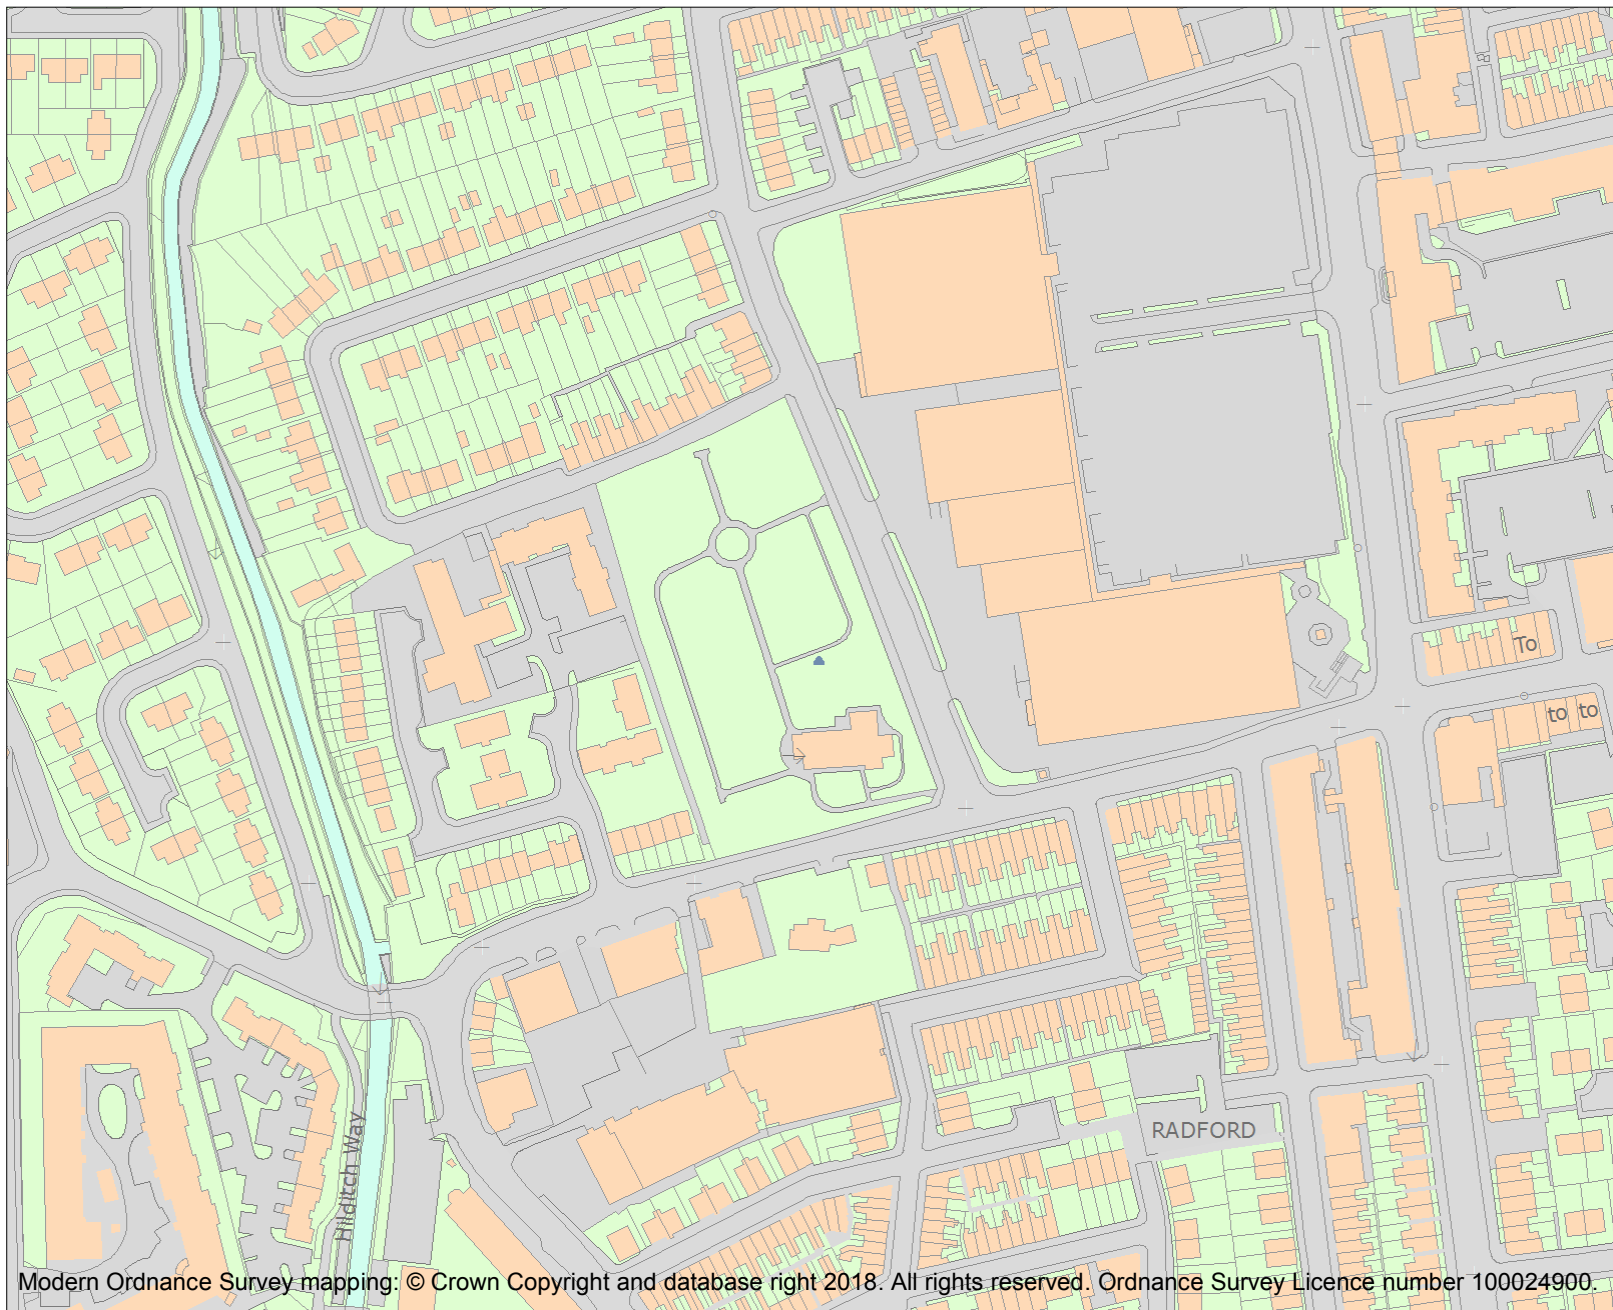 To
to to
RADFORD
Hilditch Way
Modern Ordnance Survey mapping: © Crown Copyright and database right 2018. All rights reserved. Ordnance Survey Licence number 100024900.